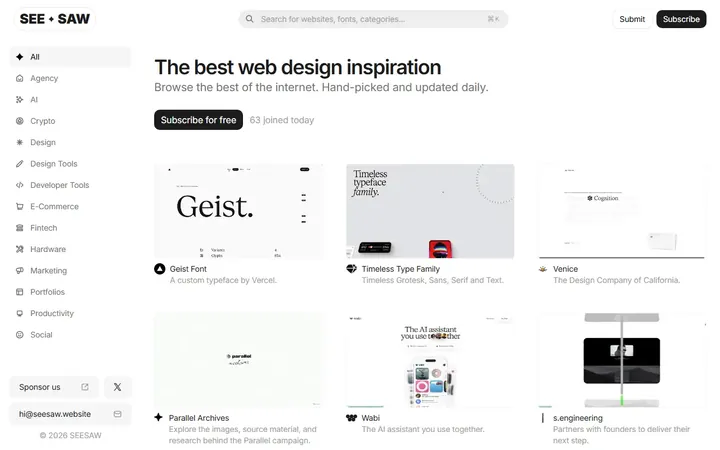 SEE + SAW
Search for websites, fonts, categories...
⌘K
Submit
Subscribe
All
Agency
AI
Crypto
Design
Design Tools
Developer Tools
E-Commerce
Fintech
Hardware
Marketing
Portfolios
Productivity
Social
Sponsor us
hi@seesaw.website
© 2026 SEESAW
The best web design inspiration
Browse the best of the internet. Hand-picked and updated daily.
Subscribe for free
63 joined today
Geist.
Geist Font
A custom typeface by Vercel.
Timeless
typeface
family.
Timeless Type Family
Timeless Grotesk, Sans, Serif and Text.
Cognition
Venice
The Design Company of California.
parallel
Parallel Archives
Explore the images, source material, and
research behind the Parallel campaign.
The AI assistant
you use together
Wabi
The AI assistant you use together.
s.engineering
Partners with founders to deliver their
next step.